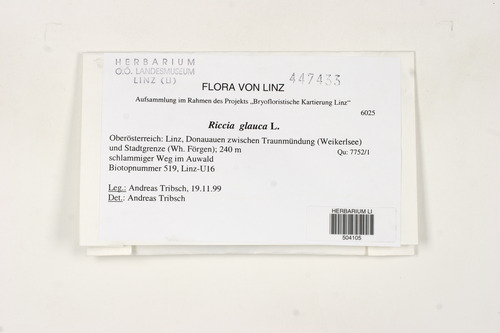 HERBARIUM
O.Ö. LANDESMUSEUM
LINZ (LI)
447433
FLORA VON LINZ
Aufsammlung im Rahmen des Projekts „Bryofloristische Kartierung Linz"
6025
Riccia glauca L.
Oberösterreich: Linz, Donauauen zwischen Traunmündung (Weikerlsee)
und Stadtgrenze (Wh. Förgen); 240 m
Qu: 7752/1
schlammiger Weg im Auwald
Biotopnummer 519, Linz-U16
Leg.: Andreas Tribsch, 19.11.99
Det.: Andreas Tribsch
HERBARIUM LI
504105